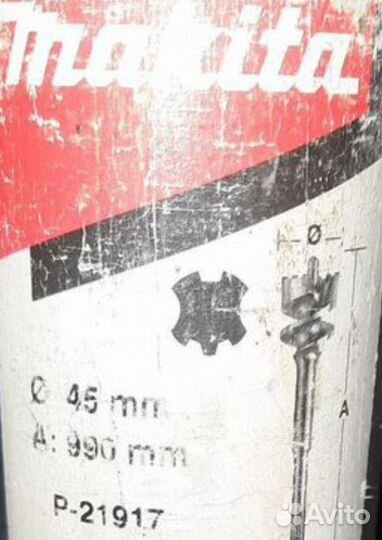 makita
Ø
A
Ø 45 mm
A: 990 mm
P-21917
Avito